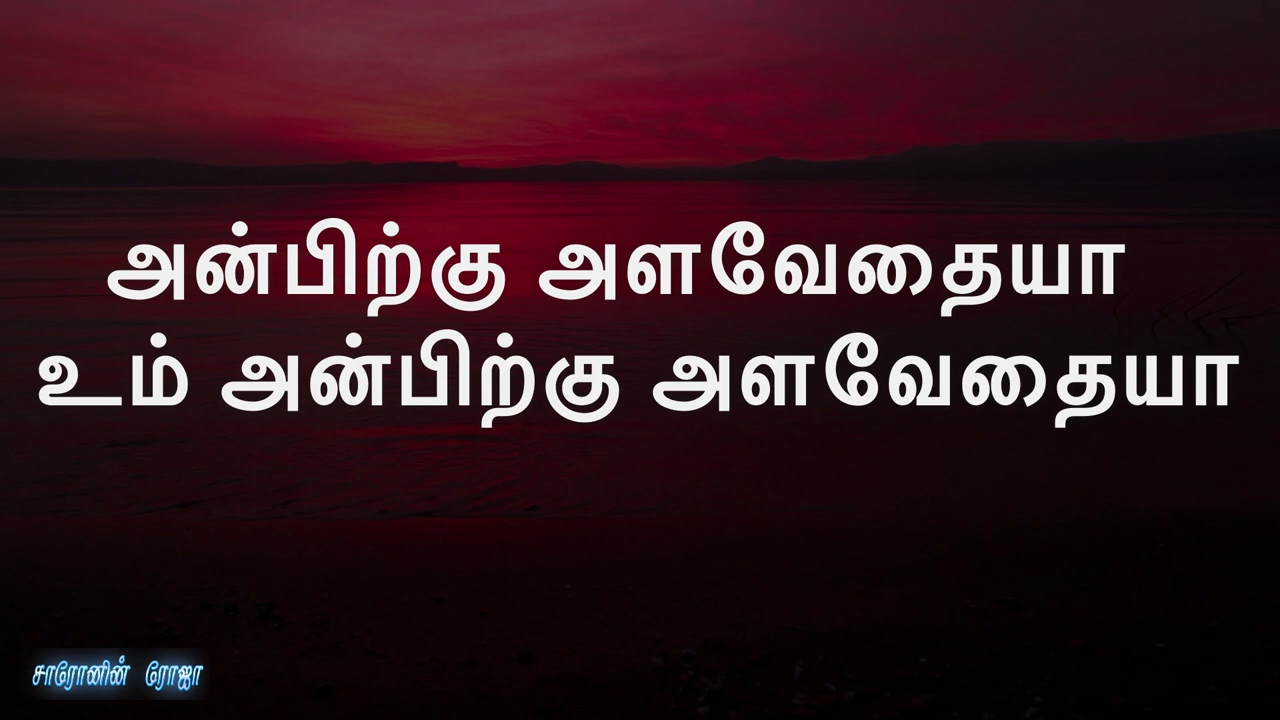 அன்பிற்கு அளவேதையா
உம் அன்பிற்கு அளவேதையா
சாரோனின் ரோஜா